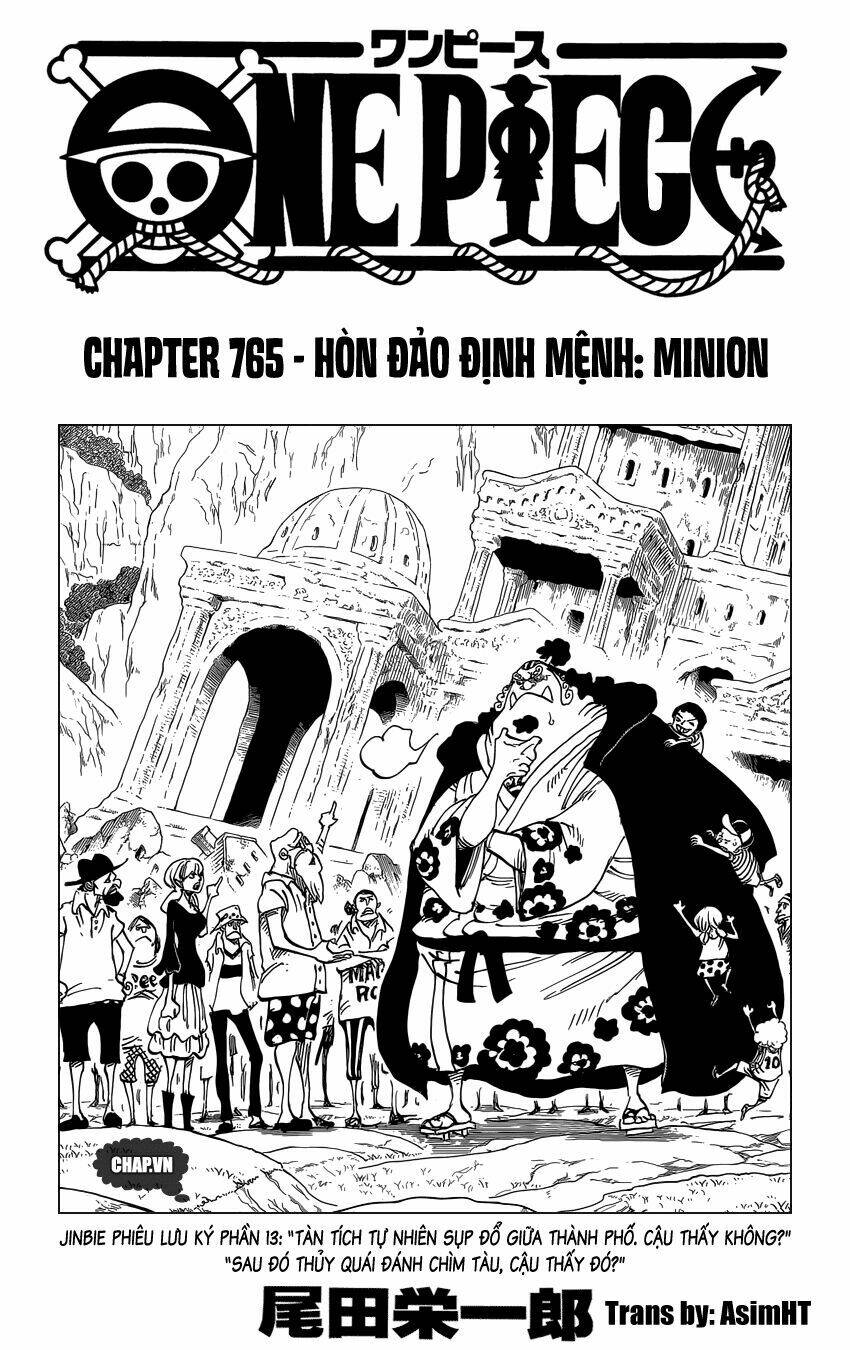 ワンピース
ONE PIECE
CHAPTER 765 - HÒN ĐẢO ĐỊNH MỆNH: MINION
10
CHAP.VN
JINBIE PHIÊU LƯU KÝ PHẦN 13: "TÀN TÍCH TỰ NHIÊN SỤP ĐỔ GIỮA THÀNH PHỐ. CẬU THẤY KHÔNG?"
"SAU ĐÓ THỦY QUÁI ĐÁNH CHÌM TÀU, CẬU THẤY ĐÓ?"
尾田栄一郎 Trans by: AsimHT